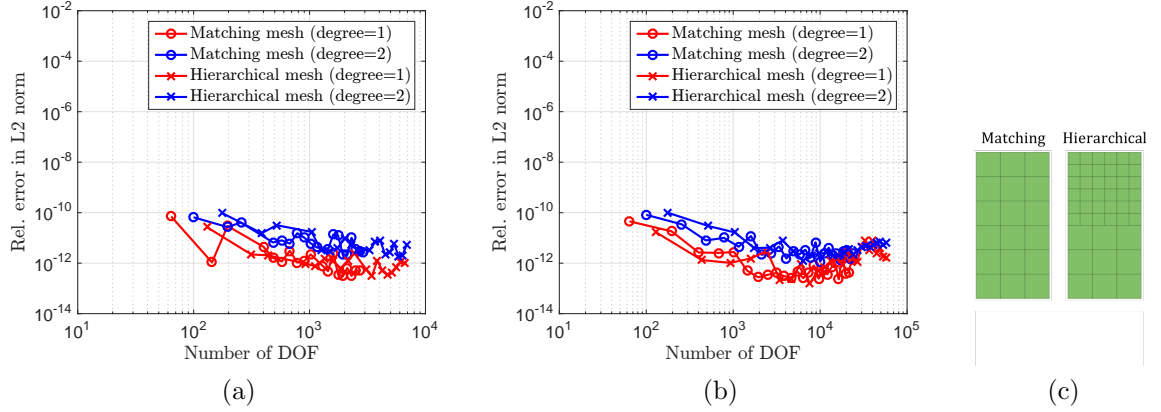 Rel. error in L2 norm
10^-2
10^-4
10^-6
10^-8
10^-10
10^-12
10^-14
Matching mesh (degree=1)
Matching mesh (degree=2)
Hierarchical mesh (degree=1)
Hierarchical mesh (degree=2)
10^1
10^2
10^3
10^4
Number of DOF
(a)
Rel. error in L2 norm
10^-2
10^-4
10^-6
10^-8
10^-10
10^-12
10^-14
Matching mesh (degree=1)
Matching mesh (degree=2)
Hierarchical mesh (degree=1)
Hierarchical mesh (degree=2)
10^1
10^2
10^3
10^4
10^5
Number of DOF
(b)
Matching Hierarchical
(c)